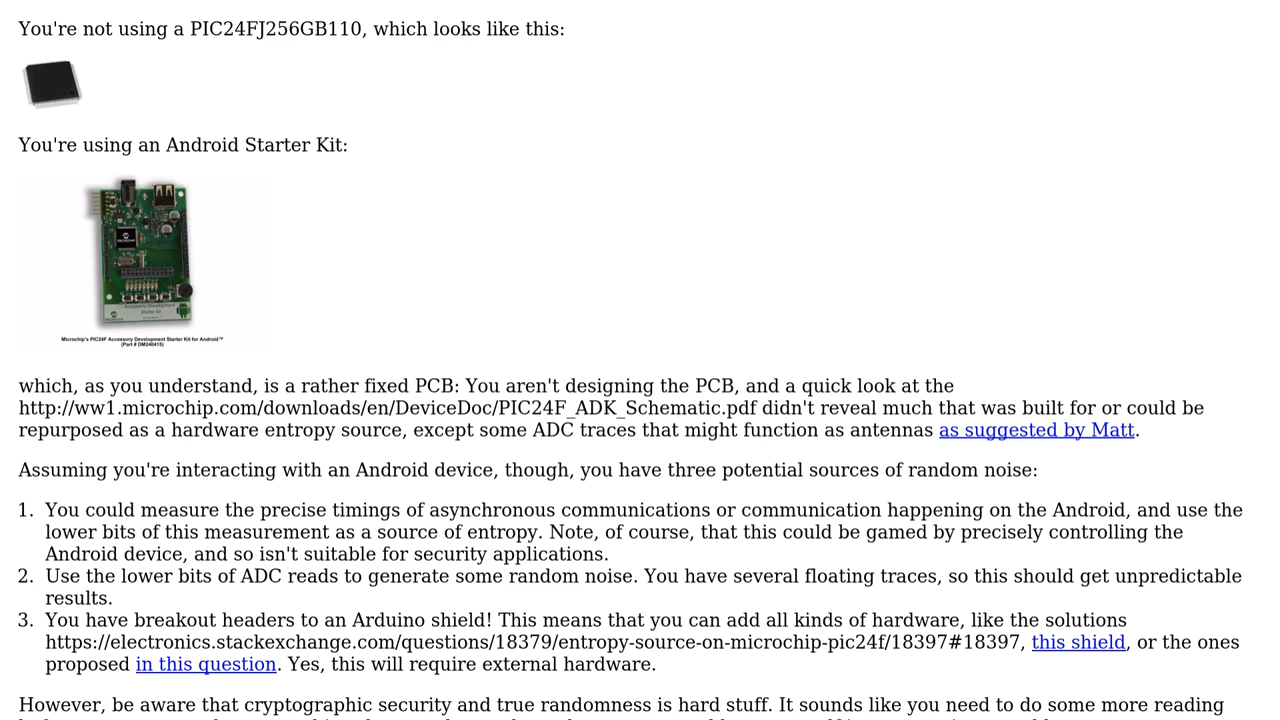 You're not using a PIC24FJ256GB110, which looks like this:
You're using an Android Starter Kit:
Microchip's PIC24F Accessory Development Starter Kit for Android™
(Part # DM240415)
which, as you understand, is a rather fixed PCB: You aren't designing the PCB, and a quick look at the
http://ww1.microchip.com/downloads/en/DeviceDoc/PIC24F_ADK_Schematic.pdf didn't reveal much that was built for or could be
repurposed as a hardware entropy source, except some ADC traces that might function as antennas as suggested by Matt.
Assuming you're interacting with an Android device, though, you have three potential sources of random noise:
1. You could measure the precise timings of asynchronous communications or communication happening on the Android, and use the
lower bits of this measurement as a source of entropy. Note, of course, that this could be gamed by precisely controlling the
Android device, and so isn't suitable for security applications.
2. Use the lower bits of ADC reads to generate some random noise. You have several floating traces, so this should get unpredictable
results.
3. You have breakout headers to an Arduino shield! This means that you can add all kinds of hardware, like the solutions
https://electronics.stackexchange.com/questions/18379/entropy-source-on-microchip-pic24f/18397#18397, this shield, or the ones
proposed in this question. Yes, this will require external hardware.
However, be aware that cryptographic security and true randomness is hard stuff. It sounds like you need to do some more reading